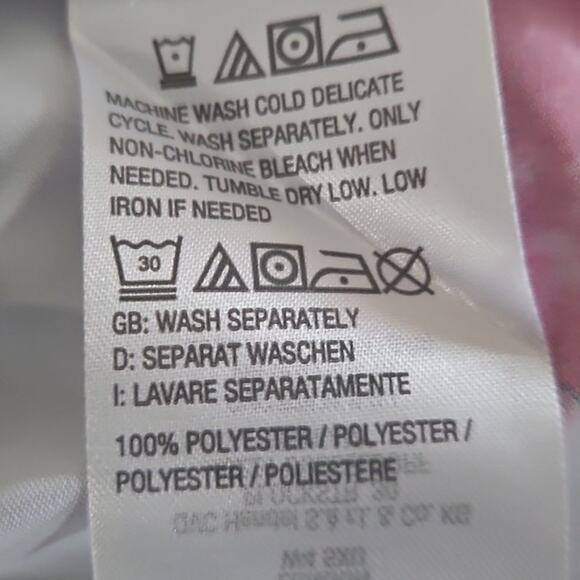 MACHINE WASH COLD DELICATE
CYCLE. WASH SEPARATELY. ONLY
NON-CHLORINE BLEACH WHEN
NEEDED. TUMBLE DRY LOW. LOW
IRON IF NEEDED
30
GB: WASH SEPARATELY
D: SEPARAT WASCHEN
I: LAVARE SEPARATAMENTE
100% POLYESTER / POLYESTER /
POLYESTER / POLIESTERE